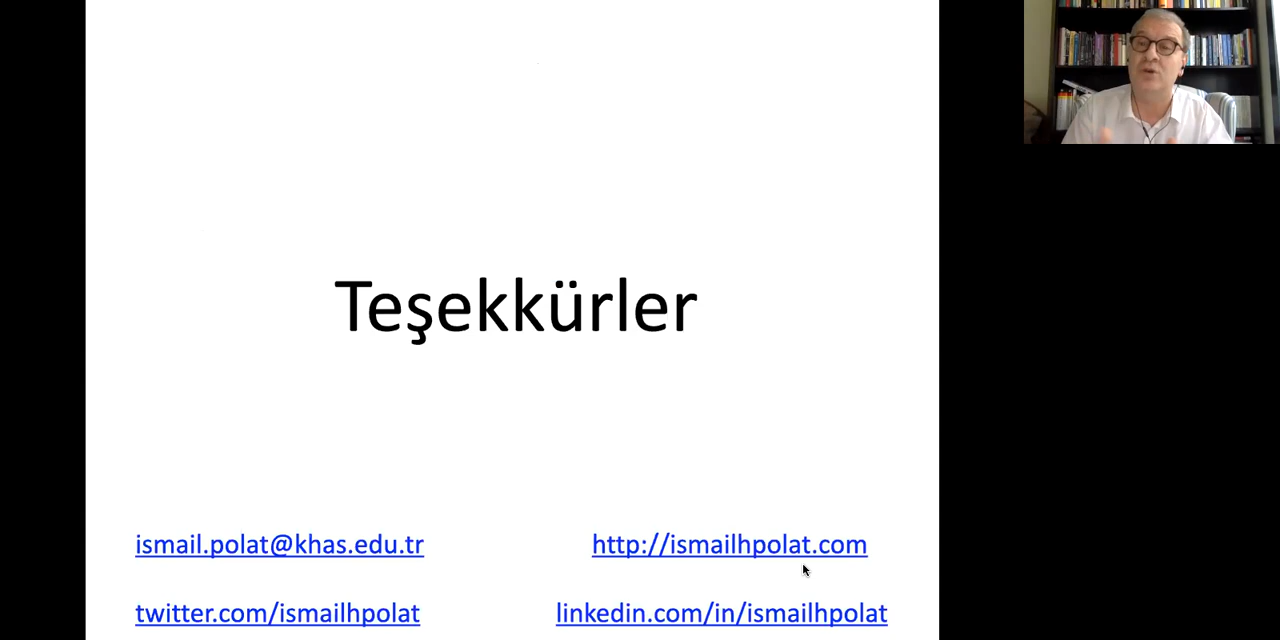 Teşekkürler
ismail.polat@khas.edu.tr
http://ismailhpolat.com
twitter.com/ismailhpolat
linkedin.com/in/ismailhpolat